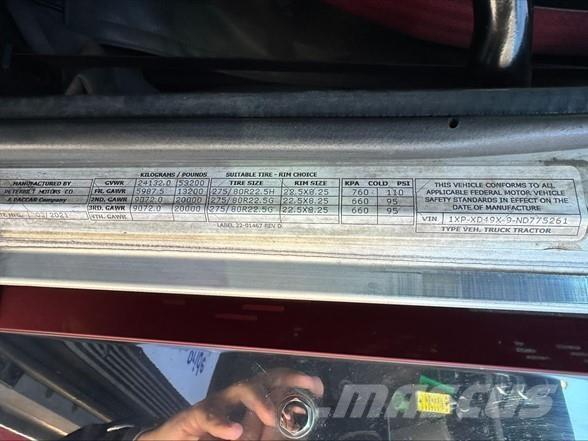 KILOGRAMS / POUNDS SUITABLE TIRE - RIM CHOICE
MANUFACTURED BY GVWR 24132.0 53200 TIRE SIZE RIM SIZE KPA COLD PSI
PETERBILT MOTORS CO FR. GAWR 5987.5 13200 275/80R22.5H 22.5X8.25 760 110
A PACCAR Company 2ND. GAWR 9072.0 20000 275/80R22.5G 22.5X8.25 660 95
3RD. GAWR 9072.0 20000 275/80R22.5G 22.5X8.25 660 95
4TH. GAWR
LABEL 22-01467 REV D
THIS VEHICLE CONFORMS TO ALL
APPLICABLE FEDERAL MOTOR VEHICLE
SAFETY STANDARDS IN EFFECT ON THE
DATE OF MANUFACTURE
VIN 1XP-XD49X-9-ND775261
TYPE VEH. TRUCK TRACTOR
Mascus